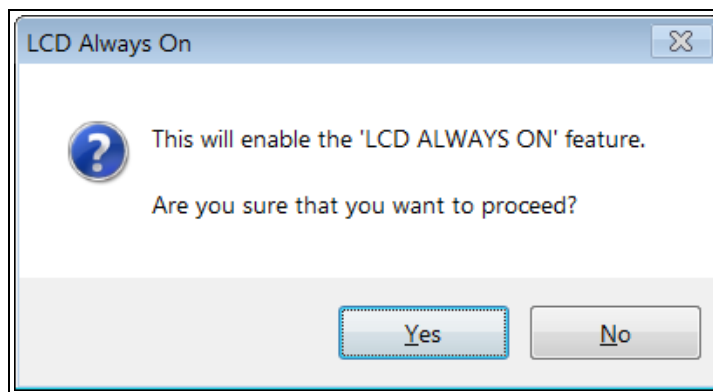 LCD Always On
This will enable the 'LCD ALWAYS ON' feature.
Are you sure that you want to proceed?
Yes
No